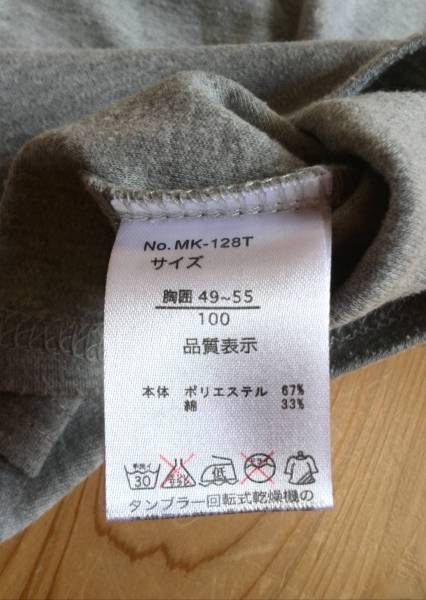 No. MK-128T
サイズ
胸囲 49~55
100
品質表示
本体 ポリエステル 67%
綿 33%
30 低
タンブラー回転式乾燥機の